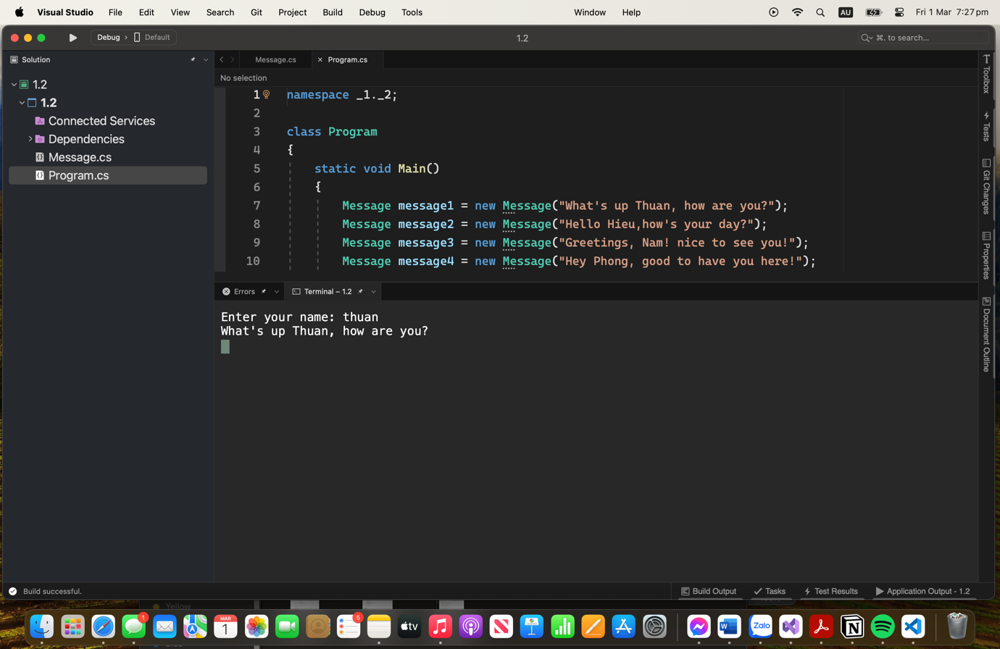 Visual Studio File Edit View Search Git Project Build Debug Tools Window Help AU Fri 1 Mar 7:27 pm
Debug › Default 1.2 ⌘. to search...
Solution
1.2
1.2
Connected Services
Dependencies
Message.cs
Program.cs
Message.cs × Program.cs
No selection
1 namespace _1._2;
2
3 class Program
4 {
5 static void Main()
6 {
7 Message message1 = new Message("What's up Thuan, how are you?");
8 Message message2 = new Message("Hello Hieu,how's your day?");
9 Message message3 = new Message("Greetings, Nam! nice to see you!");
10 Message message4 = new Message("Hey Phong, good to have you here!");
Errors Terminal – 1.2
Enter your name: thuan
What's up Thuan, how are you?
Toolbox
Tests
Git Changes
Properties
Document Outline
Build successful. Build Output Tasks Test Results Application Output - 1.2
Yellow
1 MAR 1 5 tv Zalo